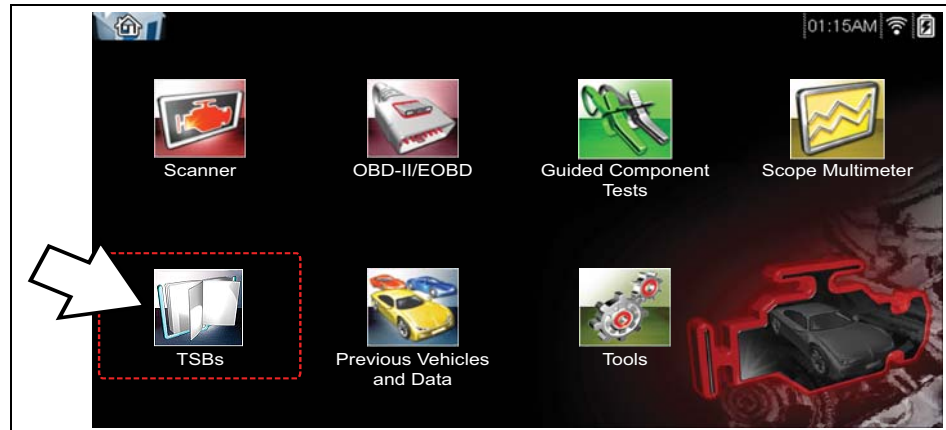 01:15AM
Scanner
OBD-II/EOBD
Guided Component
Tests
Scope Multimeter
TSBs
Previous Vehicles
and Data
Tools